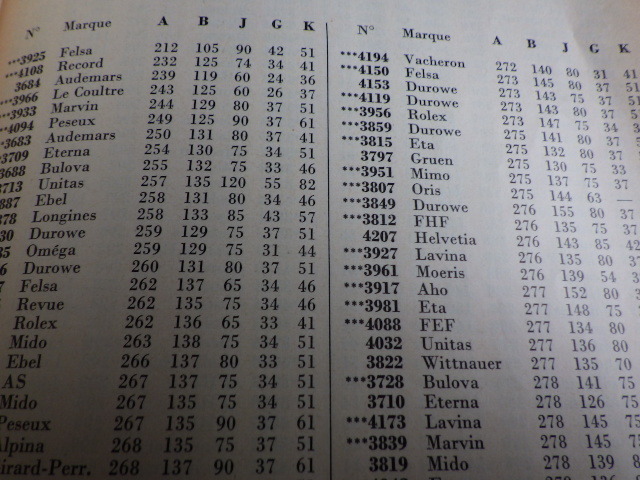 N° Marque A B J G K
***3925 Felsa 212 105 90 42 51
***4108 Record 232 125 74 34 41
3684 Audemars 239 119 60 24 36
***3966 Le Coultre 243 125 60 26 37
***3933 Marvin 244 129 80 37 51
***4094 Peseux 249 125 90 37 61
***3683 Audemars 250 131 80 37 41
*3709 Eterna 254 130 75 34 51
3688 Bulova 255 132 75 33 46
3713 Unitas 257 135 120 55 82
887 Ebel 258 131 80 34 46
878 Longines 258 133 85 43 57
30 Durowe 259 129 75 37 51
85 Oméga 259 129 75 31 44
6 Durowe 260 131 80 37 51
7 Felsa 262 137 65 34 46
Revue 262 135 75 34 46
Rolex 262 136 65 33 41
Mido 263 138 75 34 51
Ebel 266 137 80 33 51
AS 267 137 75 34 51
Mido 267 135 75 34 51
Peseux 267 135 90 37 61
Alpina 268 135 75 37 51
Girard-Perr. 268 137 90 37 61
N° Marque A B J G K
***4194 Vacheron 272 140 80 31 41
***4150 Felsa 273 145 80 37 51
4153 Durowe 273 143 75 37 51
***4119 Durowe 273 143 80 37 51
***3956 Rolex 273 147 75 34
***3859 Durowe 275 141 80 37
***3815 Eta 275 132 80 37
3797 Gruen 275 130 75 33
***3951 Mimo 275 137 75 37
***3807 Oris 275 144 63 —
***3849 Durowe 276 155 80 37
***3812 FHF 276 135 75 37
4207 Helvetia 276 143 85 42
***3927 Lavina 276 135 80 37
***3961 Moeris 276 139 54
***3917 Aho 277 152 80
***3981 Eta 277 148 75
***4088 FEF 277 134 80
4032 Unitas 277 136 80
3822 Wittnauer 277 135 70
***3728 Bulova 278 141 75
3710 Eterna 278 126 75
***4173 Lavina 278 145 75
***3839 Marvin 278 145 75
3819 Mido 278 139